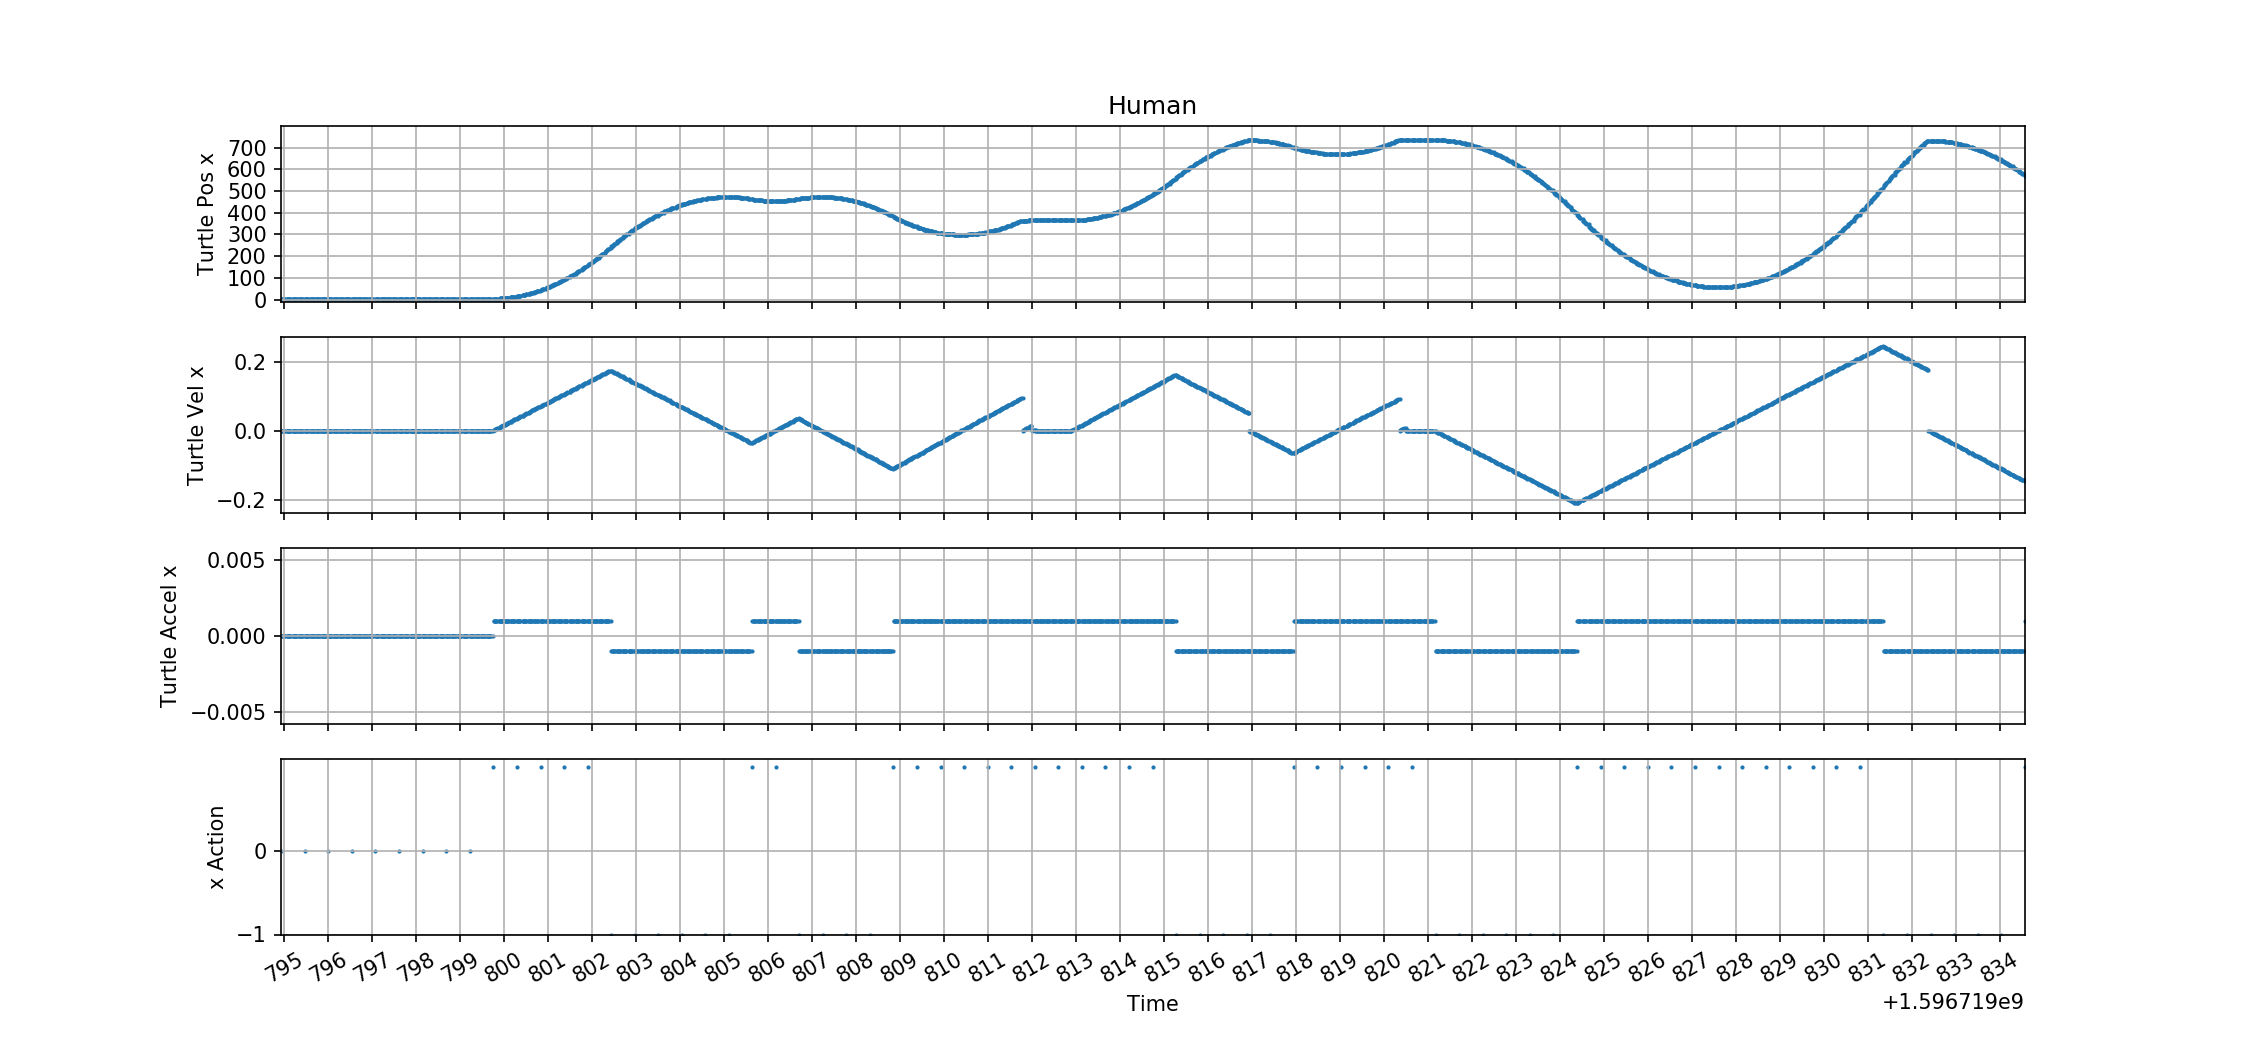 Human
Turtle Pos x
700
600
500
400
300
200
100
0
Turtle Vel x
0.2
0.0
−0.2
Turtle Accel x
0.005
0.000
−0.005
x Action
0
−1
795 796 797 798 799 800 801 802 803 804 805 806 807 808 809 810 811 812 813 814 815 816 817 818 819 820 821 822 823 824 825 826 827 828 829 830 831 832 833 834
Time
+1.596719e9